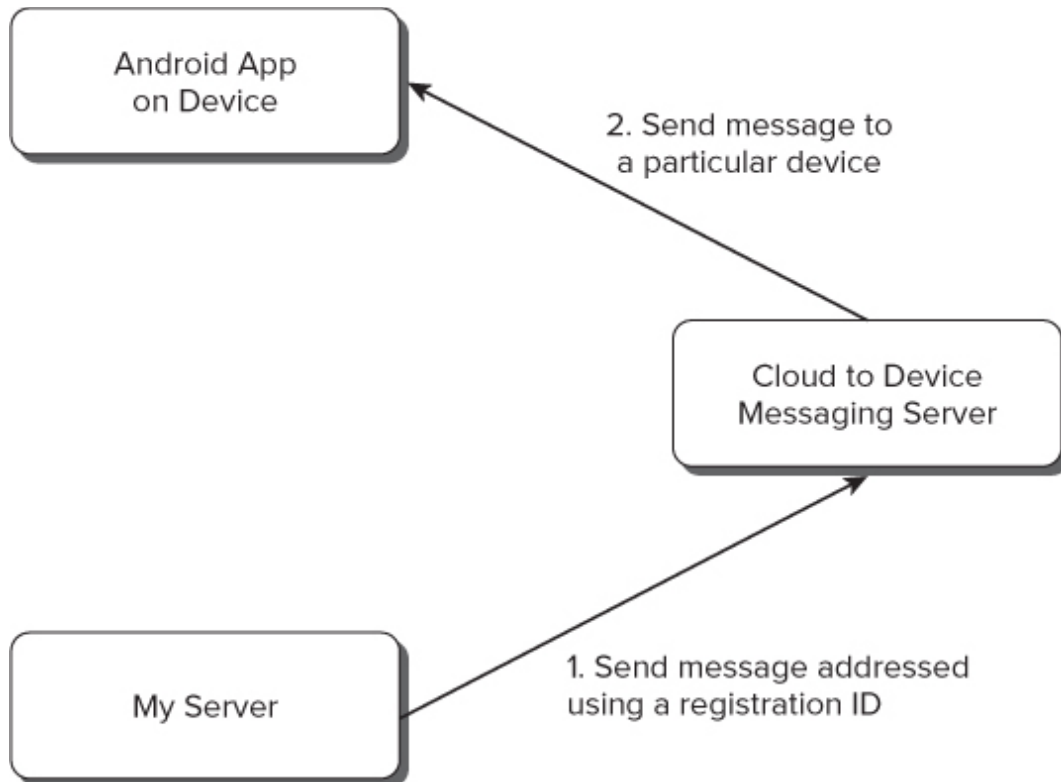 Android App
on Device
2. Send message to
a particular device
Cloud to Device
Messaging Server
1. Send message addressed
using a registration ID
My Server